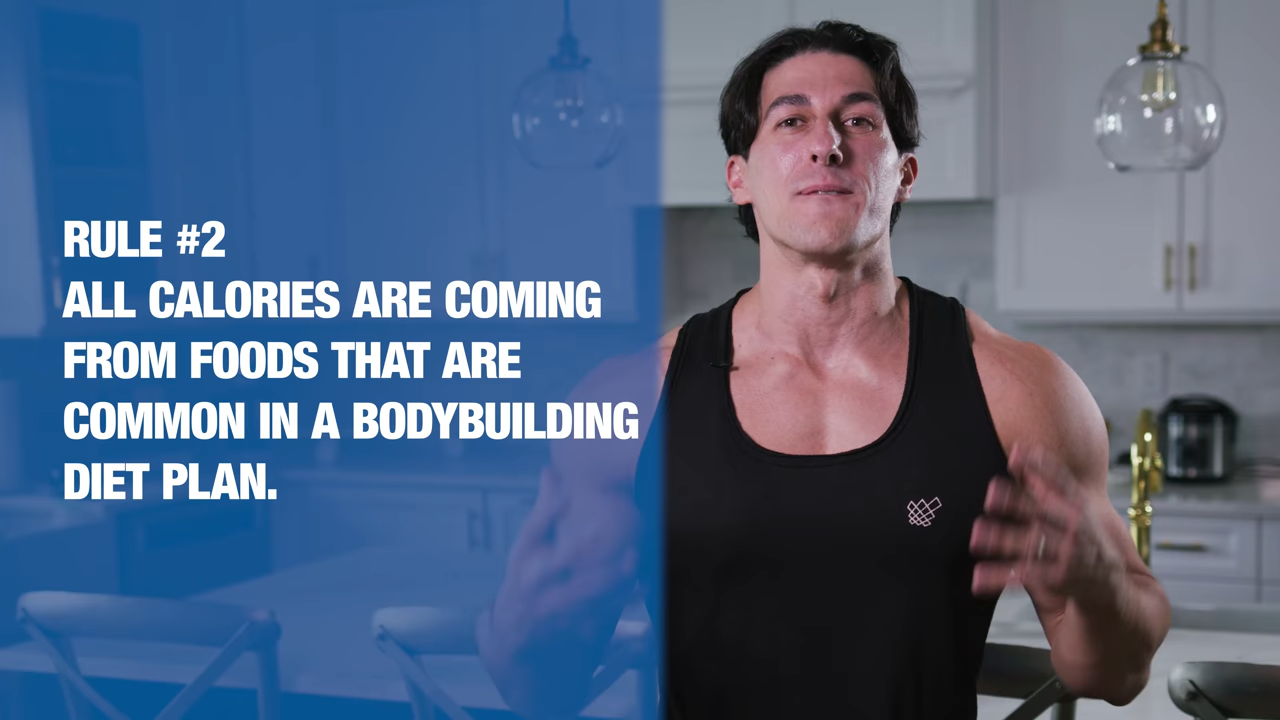 RULE #2
ALL CALORIES ARE COMING
FROM FOODS THAT ARE
COMMON IN A BODYBUILDING
DIET PLAN.